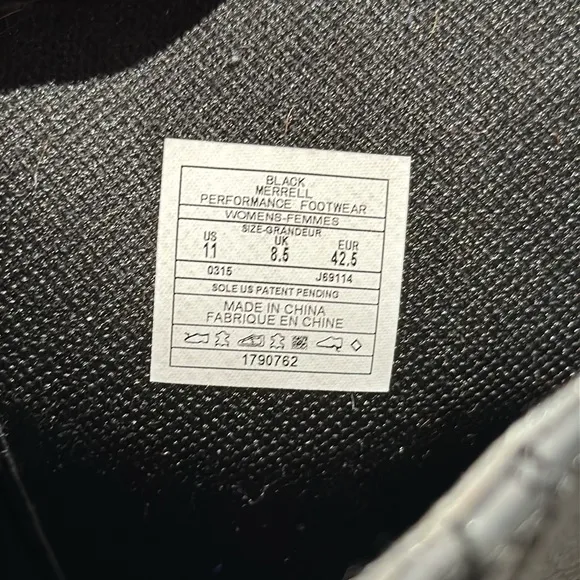 BLACK
MERRELL
PERFORMANCE FOOTWEAR
WOMENS-FEMMES
SIZE-GRANDEUR
US UK EUR
11 8.5 42.5
0315 J69114
SOLE US PATENT PENDING
MADE IN CHINA
FABRIQUE EN CHINE
1790762